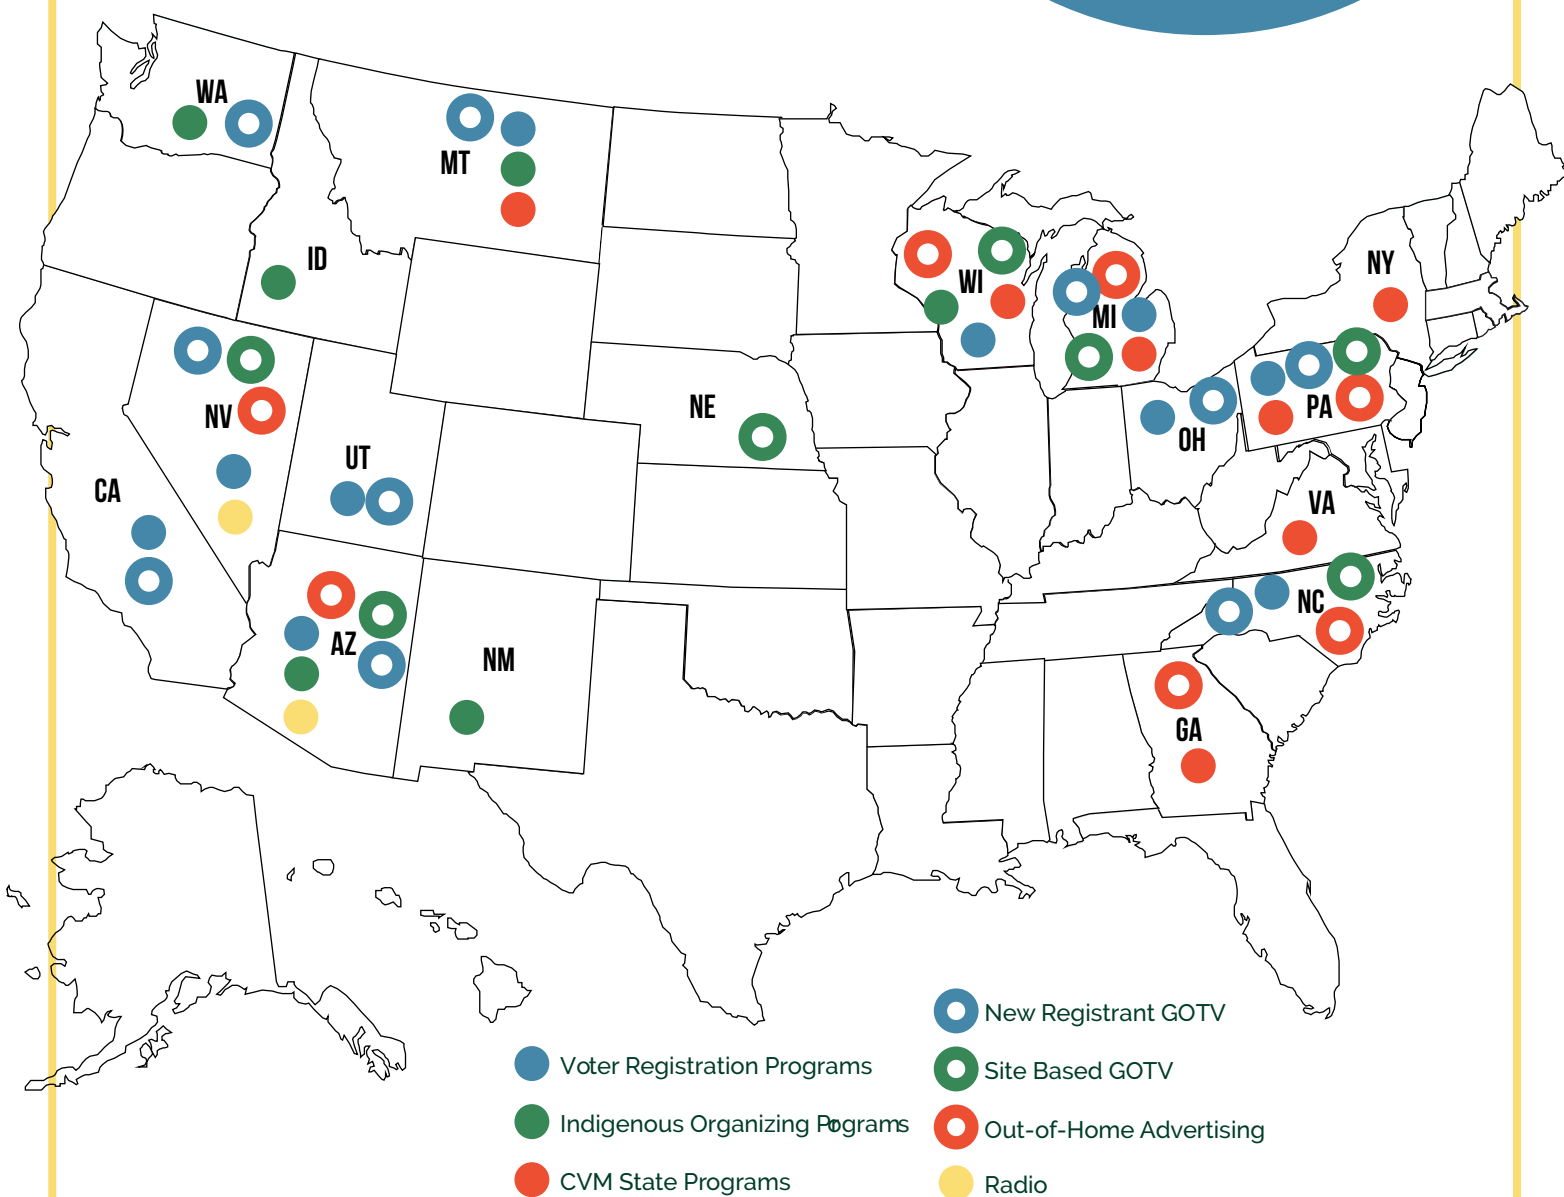 WA
MT
ID
WI
MI
NY
NV
NE
PA
OH
UT
CA
VA
NC
AZ
NM
GA
New Registrant GOTV
Voter Registration Programs
Site Based GOTV
Indigenous Organizing Programs
Out-of-Home Advertising
CVM State Programs
Radio